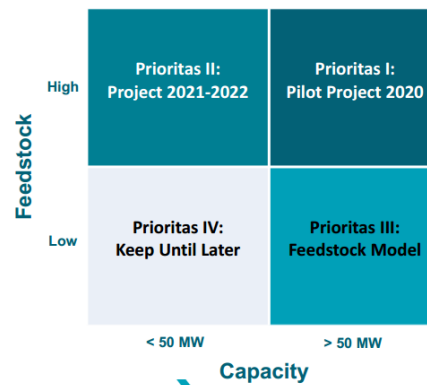 Feedstock
High
Low
Prioritas II:
Project 2021-2022
Prioritas I:
Pilot Project 2020
Prioritas IV:
Keep Until Later
Prioritas III:
Feedstock Model
< 50 MW
> 50 MW
Capacity